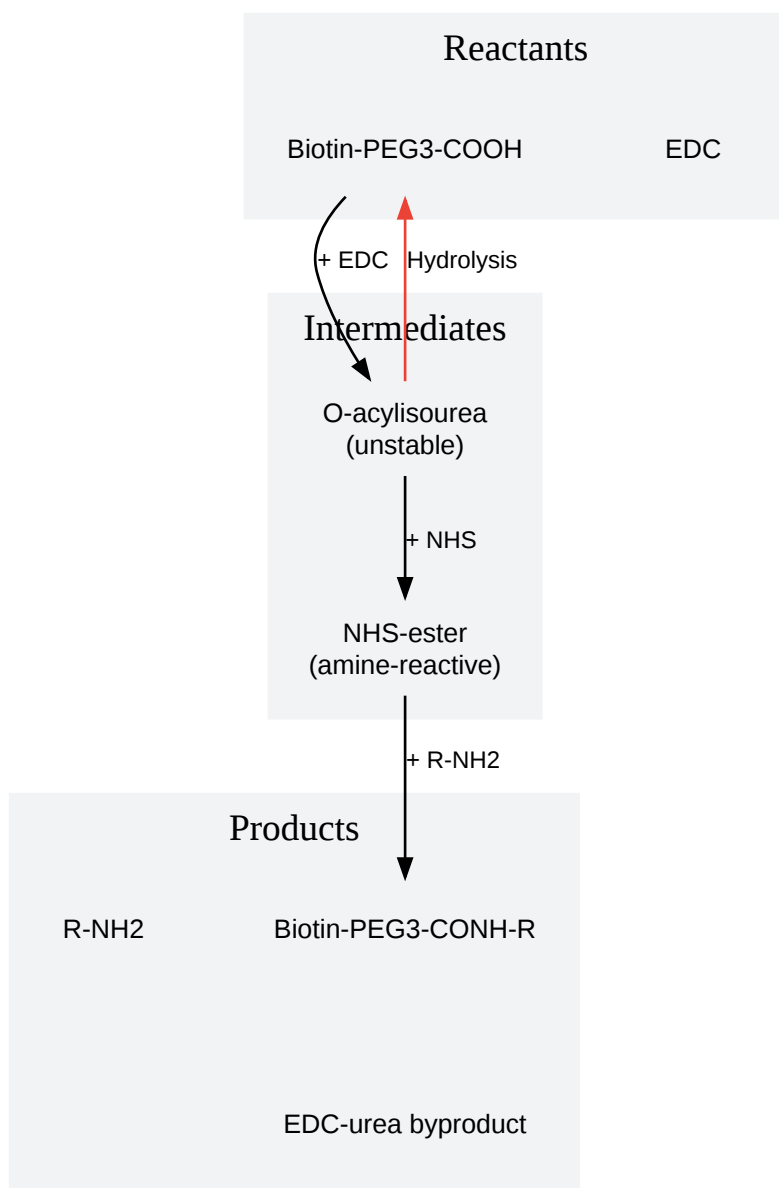 Reactants
Biotin-PEG3-COOH
EDC
+ EDC
Hydrolysis
Intermediates
O-acylisourea
(unstable)
+ NHS
NHS-ester
(amine-reactive)
+ R-NH2
Products
R-NH2
Biotin-PEG3-CONH-R
EDC-urea byproduct